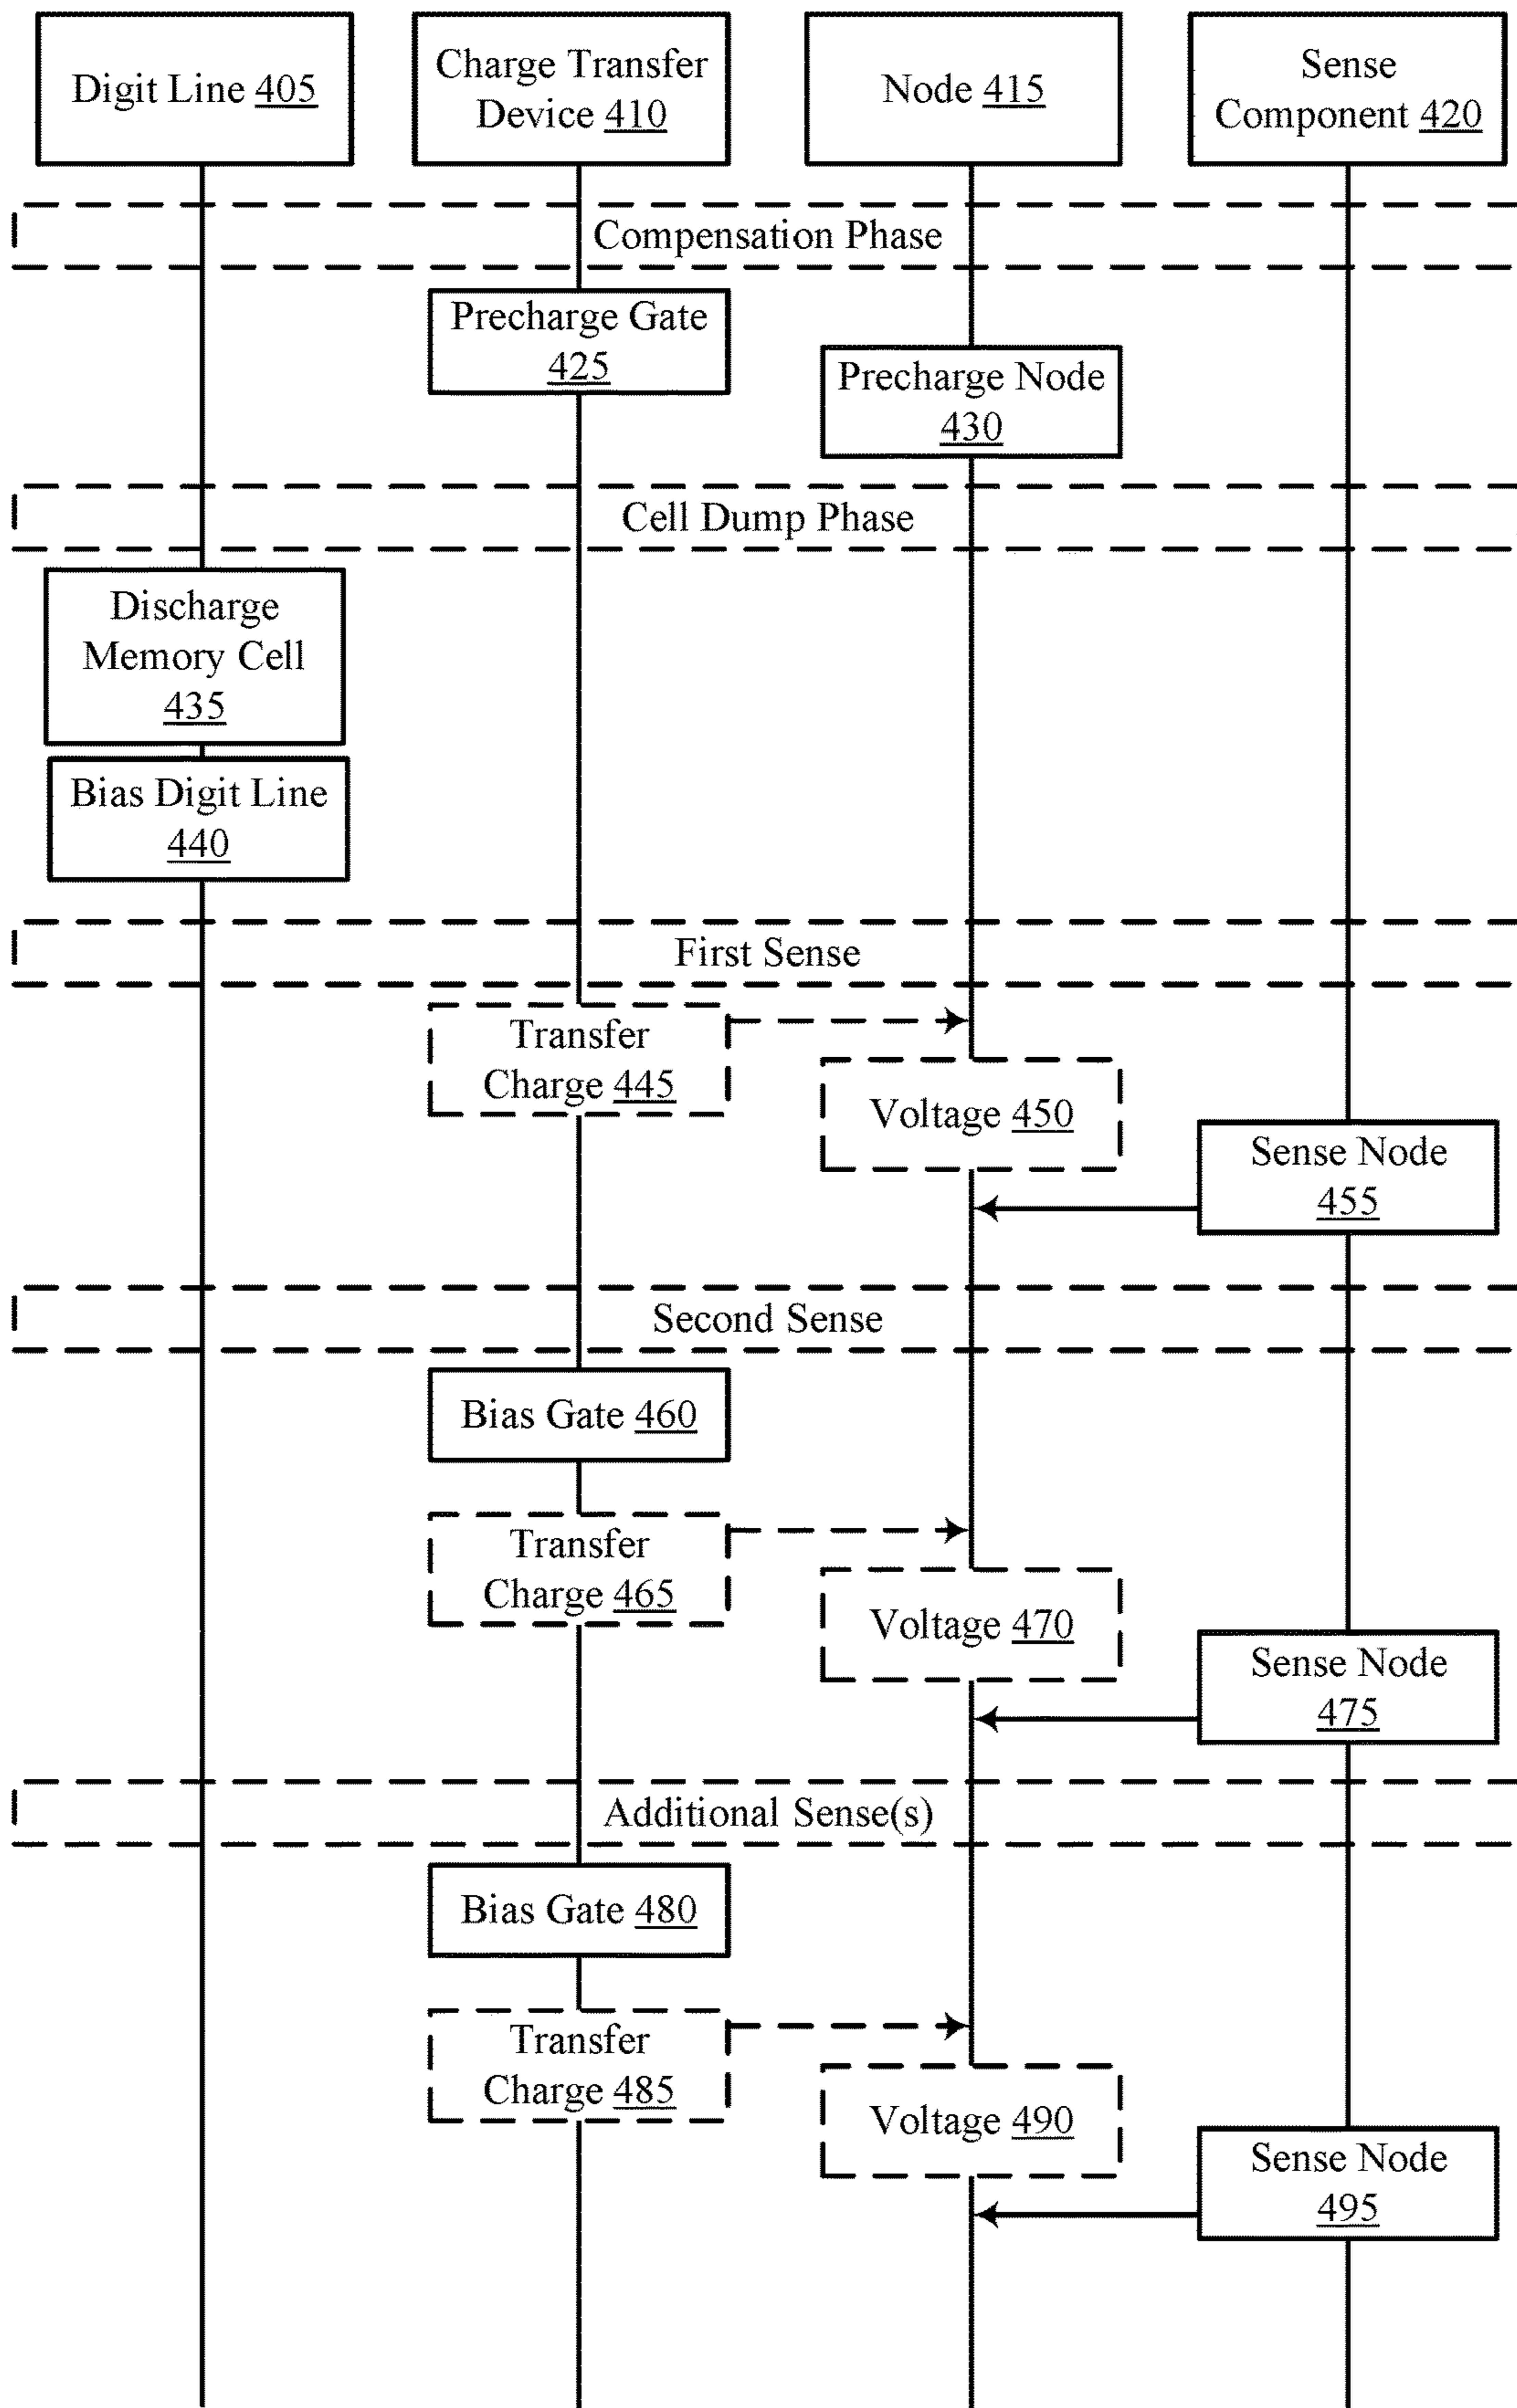 Digit Line 405
Charge Transfer
Device 410
Node 415
Sense
Component 420
Compensation Phase
Precharge Gate
425
Precharge Node
430
Cell Dump Phase
Discharge
Memory Cell
435
Bias Digit Line
440
First Sense
Transfer
Charge 445
Voltage 450
Sense Node
455
Second Sense
Bias Gate 460
Transfer
Charge 465
Voltage 470
Sense Node
475
Additional Sense(s)
Bias Gate 480
Transfer
Charge 485
Voltage 490
Sense Node
495